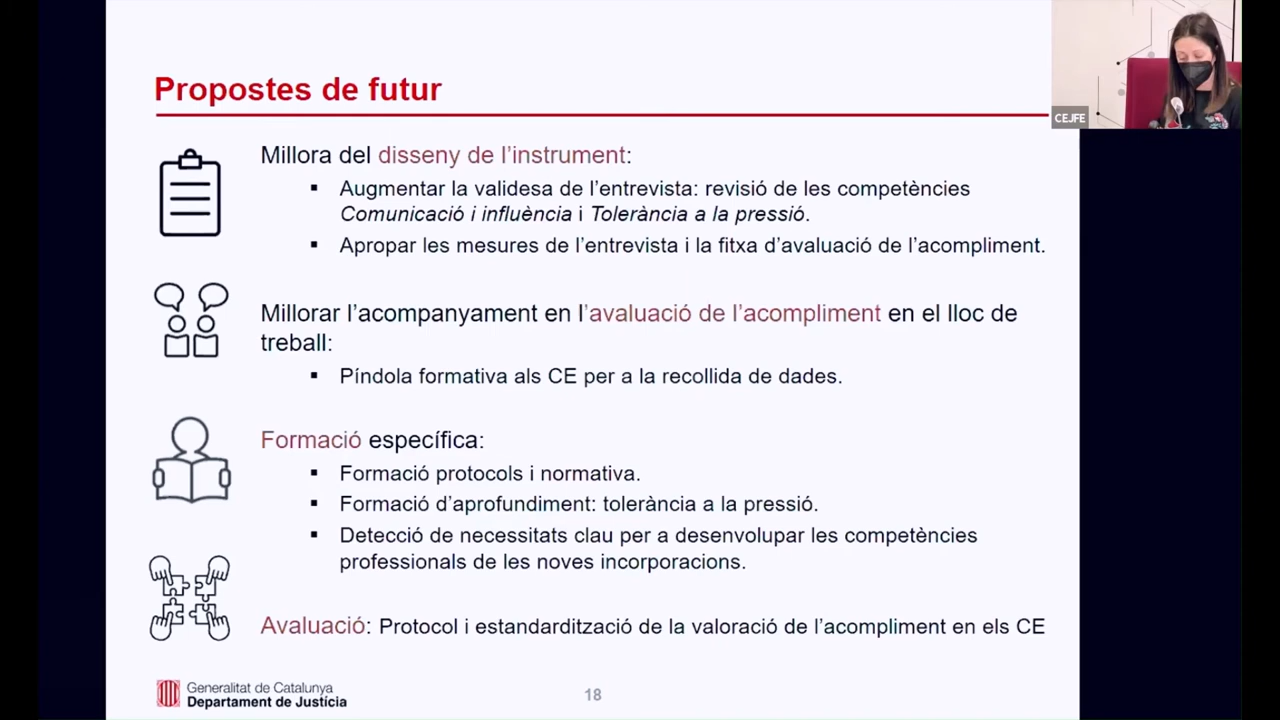 Propostes de futur
CEJFE
Millora del disseny de l’instrument:
▪ Augmentar la validesa de l’entrevista: revisió de les competències
Comunicació i influència i Tolerància a la pressió.
▪ Apropar les mesures de l’entrevista i la fitxa d’avaluació de l’acompliment.
Millorar l’acompanyament en l’avaluació de l’acompliment en el lloc de
treball:
▪ Píndola formativa als CE per a la recollida de dades.
Formació específica:
▪ Formació protocols i normativa.
▪ Formació d’aprofundiment: tolerància a la pressió.
▪ Detecció de necessitats clau per a desenvolupar les competències
professionals de les noves incorporacions.
Avaluació: Protocol i estandardització de la valoració de l’acompliment en els CE
Generalitat de Catalunya
Departament de Justícia
18